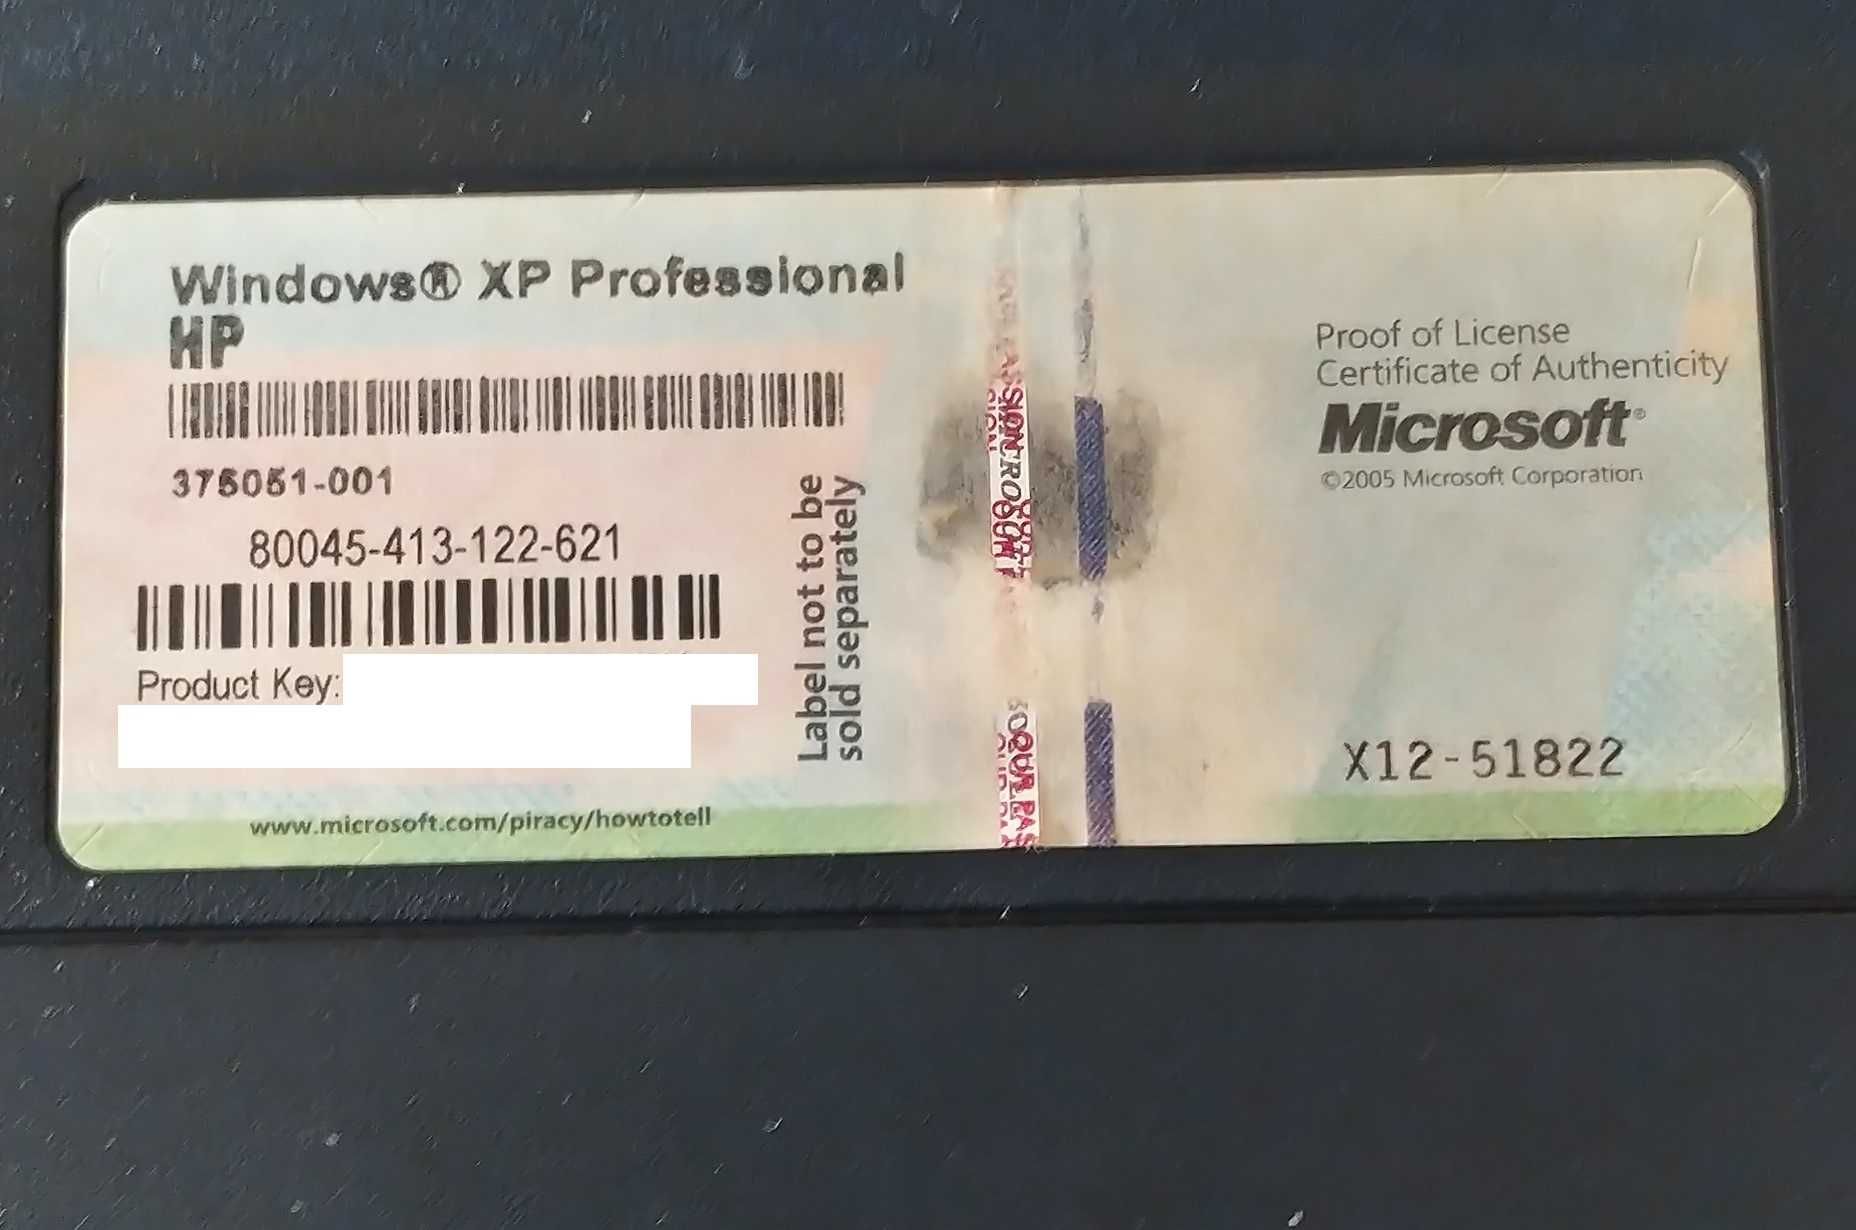 Windows® XP Professional
HP
375051-001
80045-413-122-621
Product Key:
www.microsoft.com/piracy/howtotell
Label not to be
sold separately
Proof of License
Certificate of Authenticity
Microsoft®
©2005 Microsoft Corporation
X12-51822